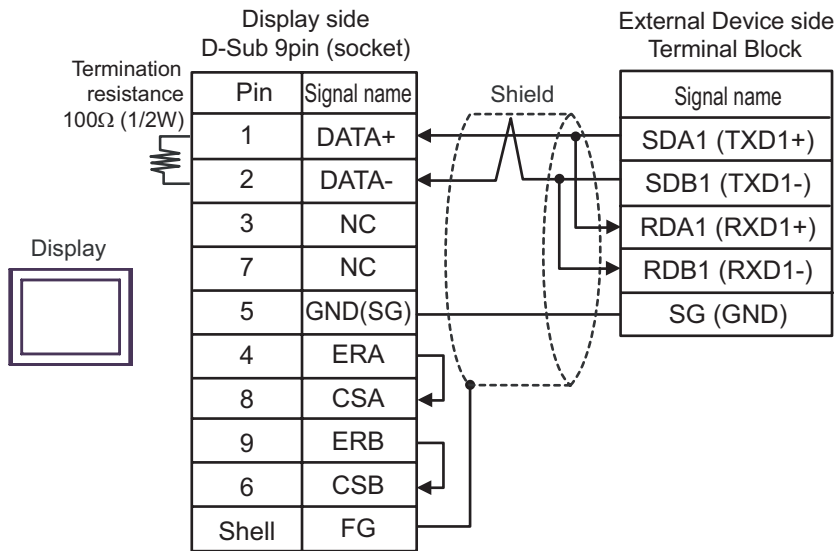 Display side
D-Sub 9pin (socket)
External Device side
Terminal Block
Termination
resistance
100Ω (1/2W)
Pin Signal name
Shield
Signal name
1 DATA+
SDA1 (TXD1+)
2 DATA-
SDB1 (TXD1-)
3 NC
RDA1 (RXD1+)
Display
7 NC
RDB1 (RXD1-)
5 GND(SG)
SG (GND)
4 ERA
8 CSA
9 ERB
6 CSB
Shell FG